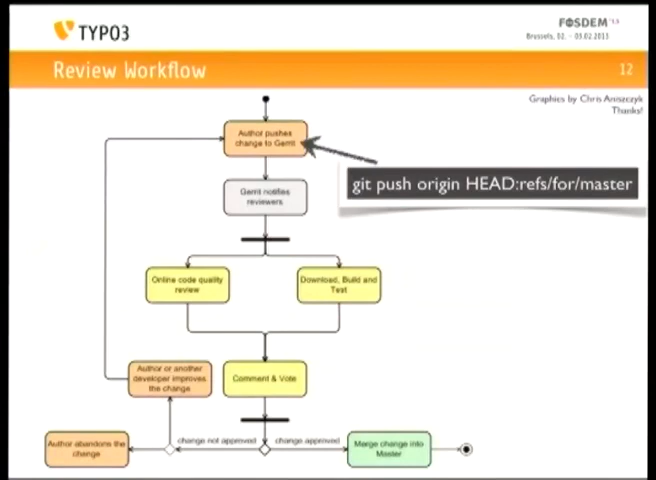 TYPO3
FOSDEM '13
Brussels, 02. - 03.02.2013
Review Workflow
12
Graphics by Chris Aniszczyk
Thanks!
Author pushes
change to Gerrit
git push origin HEAD:refs/for/master
Gerrit notifies
reviewers
Online code quality
review
Download, Build and
Test
Author or another
developer improves
the change
Comment & Vote
change not approved
change approved
Author abandons the
change
Merge change into
Master